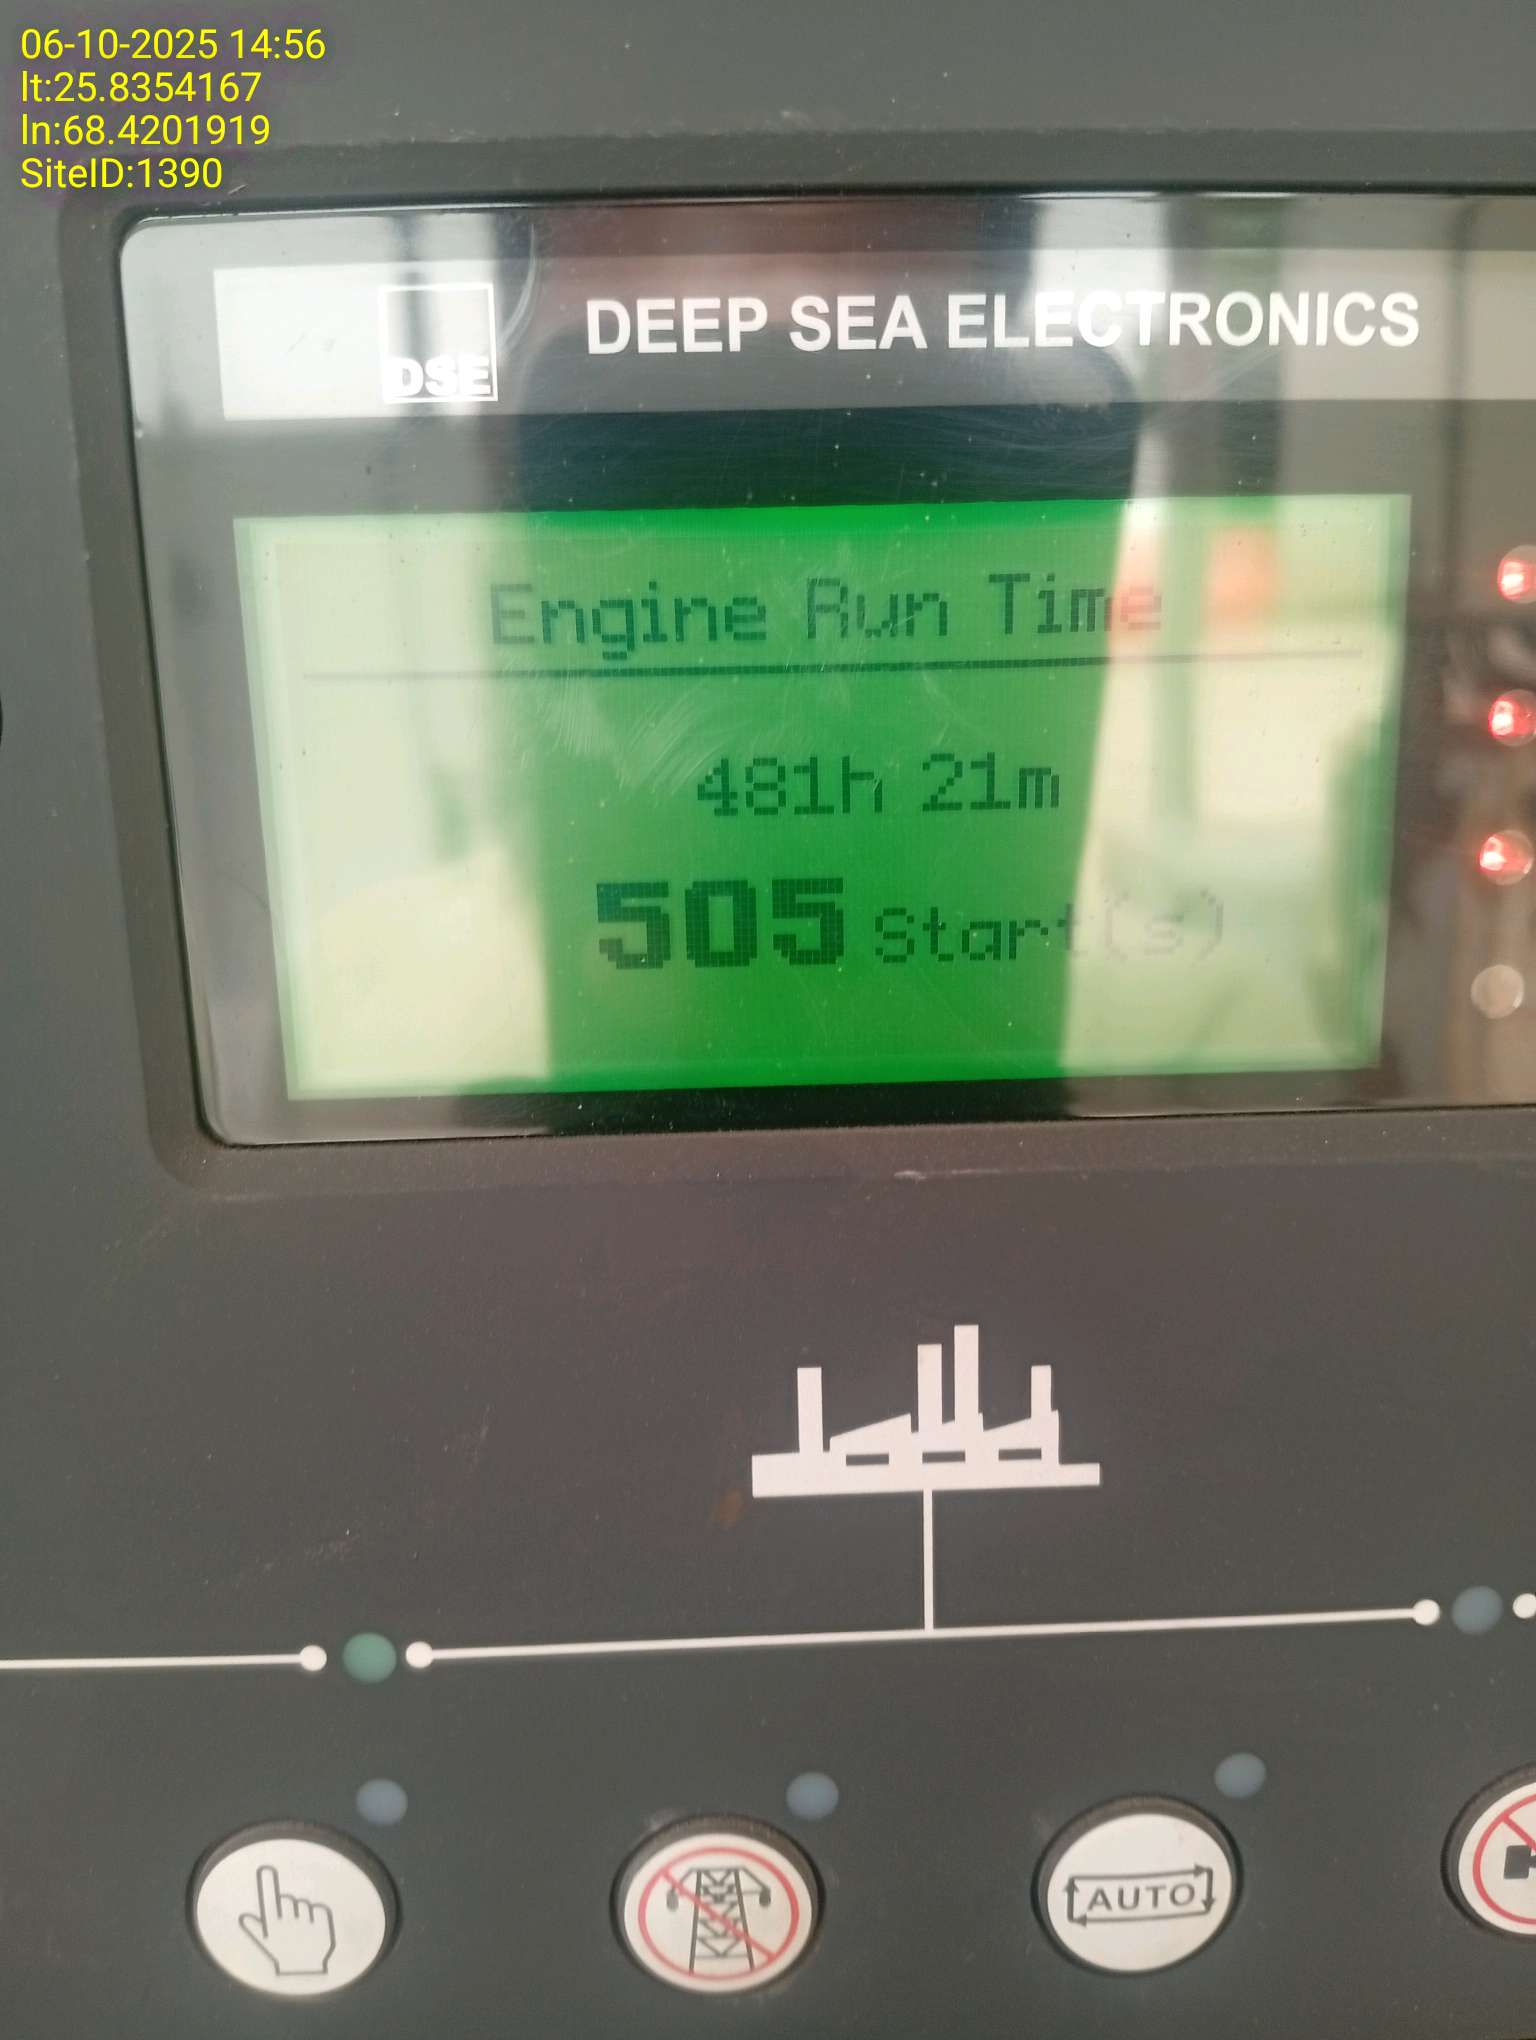 06-10-2025 14:56
lt:25.8354167
ln:68.4201919
SiteID:1390
DSE
DEEP SEA ELECTRONICS
Engine Run Time
481h 21m
505 Start(s)
AUTO